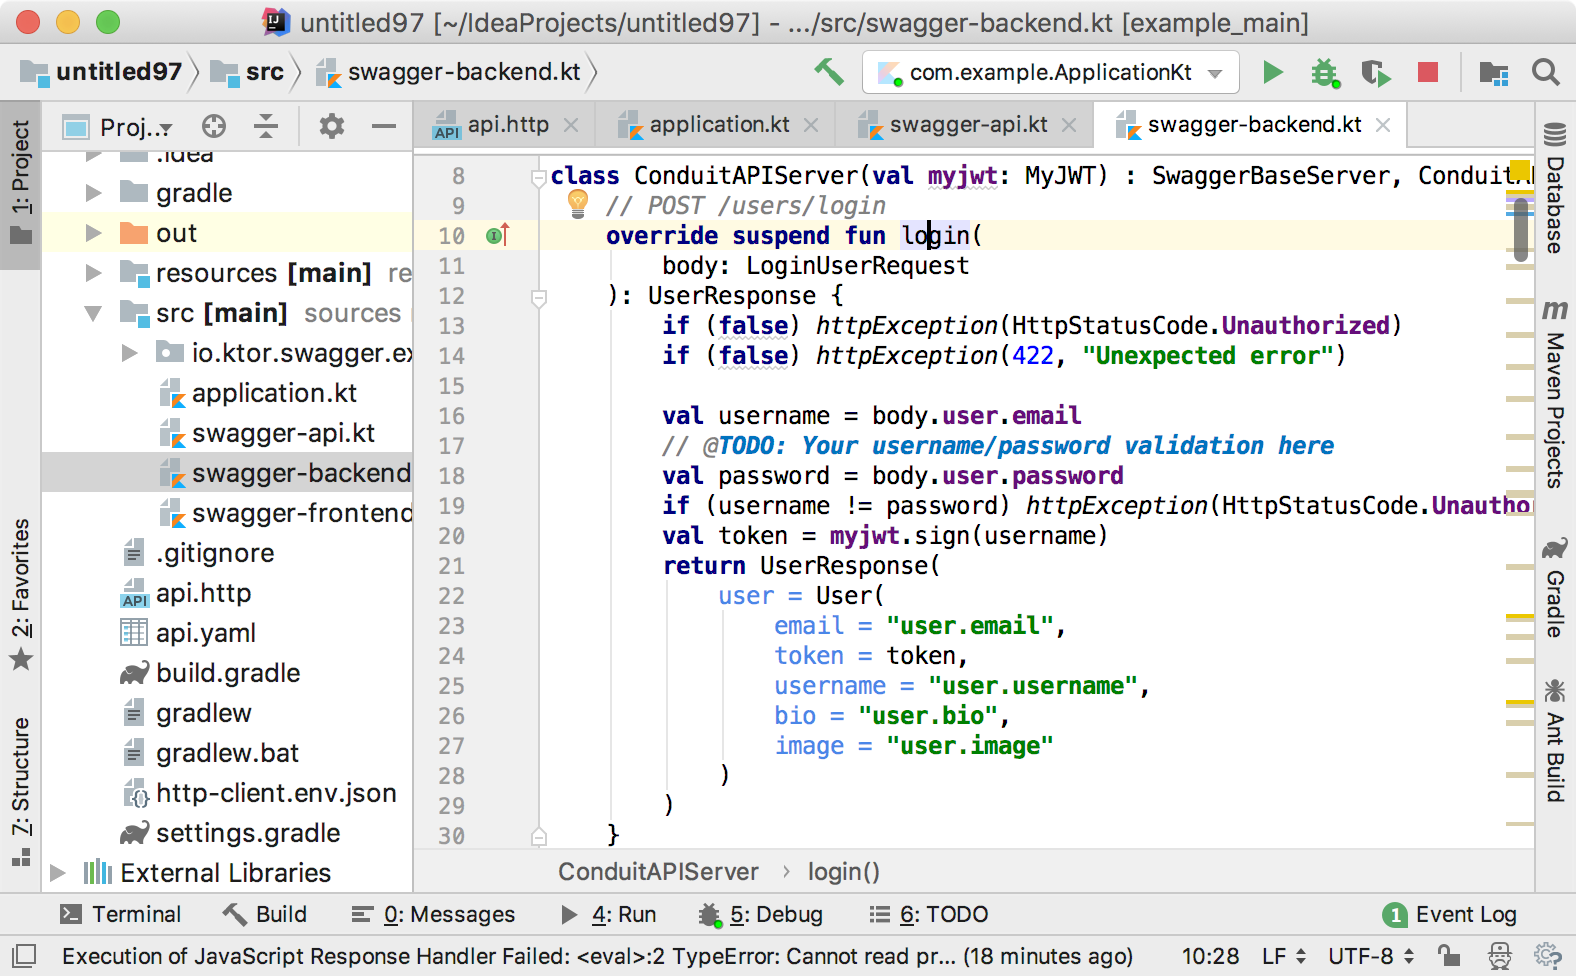 untitled97 [~/IdeaProjects/untitled97] - .../src/swagger-backend.kt [example_main]
untitled97 src swagger-backend.kt com.example.ApplicationKt
1: Project
2: Favorites
7: Structure
Proj...
.idea
gradle
out
resources [main] re
src [main] sources
io.ktor.swagger.ex
application.kt
swagger-api.kt
swagger-backend
swagger-frontend
.gitignore
API api.http
api.yaml
build.gradle
gradlew
gradlew.bat
http-client.env.json
settings.gradle
External Libraries
API api.http application.kt swagger-api.kt swagger-backend.kt
8 class ConduitAPIServer(val myjwt: MyJWT) : SwaggerBaseServer, ConduitA
9 // POST /users/login
10 override suspend fun login(
11 body: LoginUserRequest
12 ): UserResponse {
13 if (false) httpException(HttpStatusCode.Unauthorized)
14 if (false) httpException(422, "Unexpected error")
15
16 val username = body.user.email
17 // @TODO: Your username/password validation here
18 val password = body.user.password
19 if (username != password) httpException(HttpStatusCode.Unautho
20 val token = myjwt.sign(username)
21 return UserResponse(
22 user = User(
23 email = "user.email",
24 token = token,
25 username = "user.username",
26 bio = "user.bio",
27 image = "user.image"
28 )
29 )
30 }
ConduitAPIServer › login()
Database
m Maven Projects
Gradle
Ant Build
Terminal Build 0: Messages 4: Run 5: Debug 6: TODO 1 Event Log
Execution of JavaScript Response Handler Failed: <eval>:2 TypeError: Cannot read pr... (18 minutes ago) 10:28 LF UTF-8